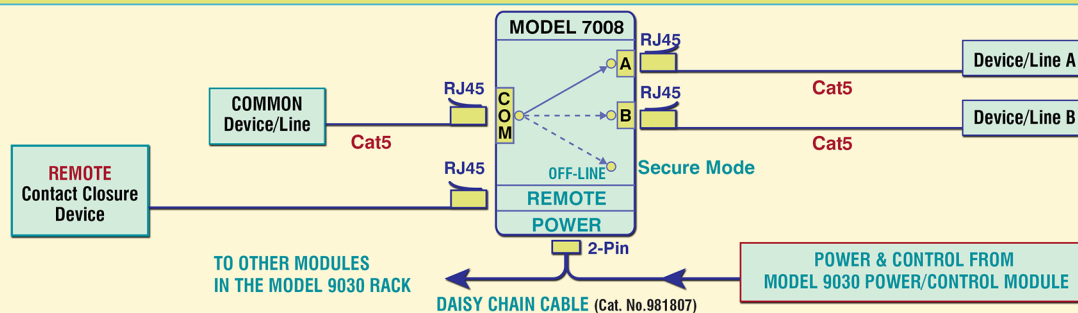 MODEL 7008
RJ45
A
Device/Line A
Cat5
RJ45
COMMON
Device/Line
Cat5
COM
RJ45
B
Device/Line B
Cat5
RJ45
REMOTE
Contact Closure
Device
OFF-LINE
Secure Mode
REMOTE
POWER
2-Pin
TO OTHER MODULES
IN THE MODEL 9030 RACK
POWER & CONTROL FROM
MODEL 9030 POWER/CONTROL MODULE
DAISY CHAIN CABLE (Cat. No.981807)